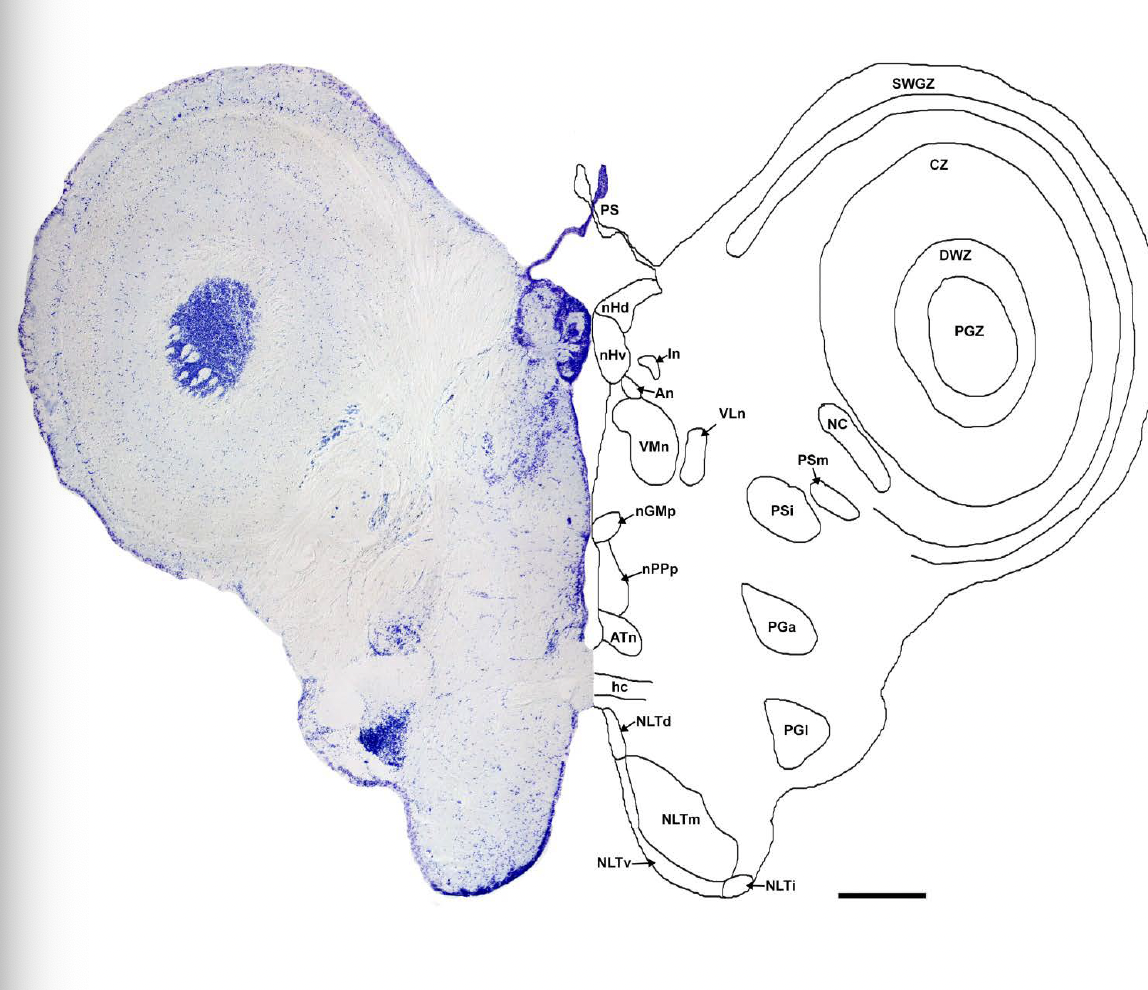 SWGZ
CZ
PS
DWZ
nHd
PGZ
nHv
In
An
VLn
NC
VMn
PSm
PSi
nGMp
nPPp
PGa
ATn
hc
NLTd
PGl
NLTm
NLTv
NLTi